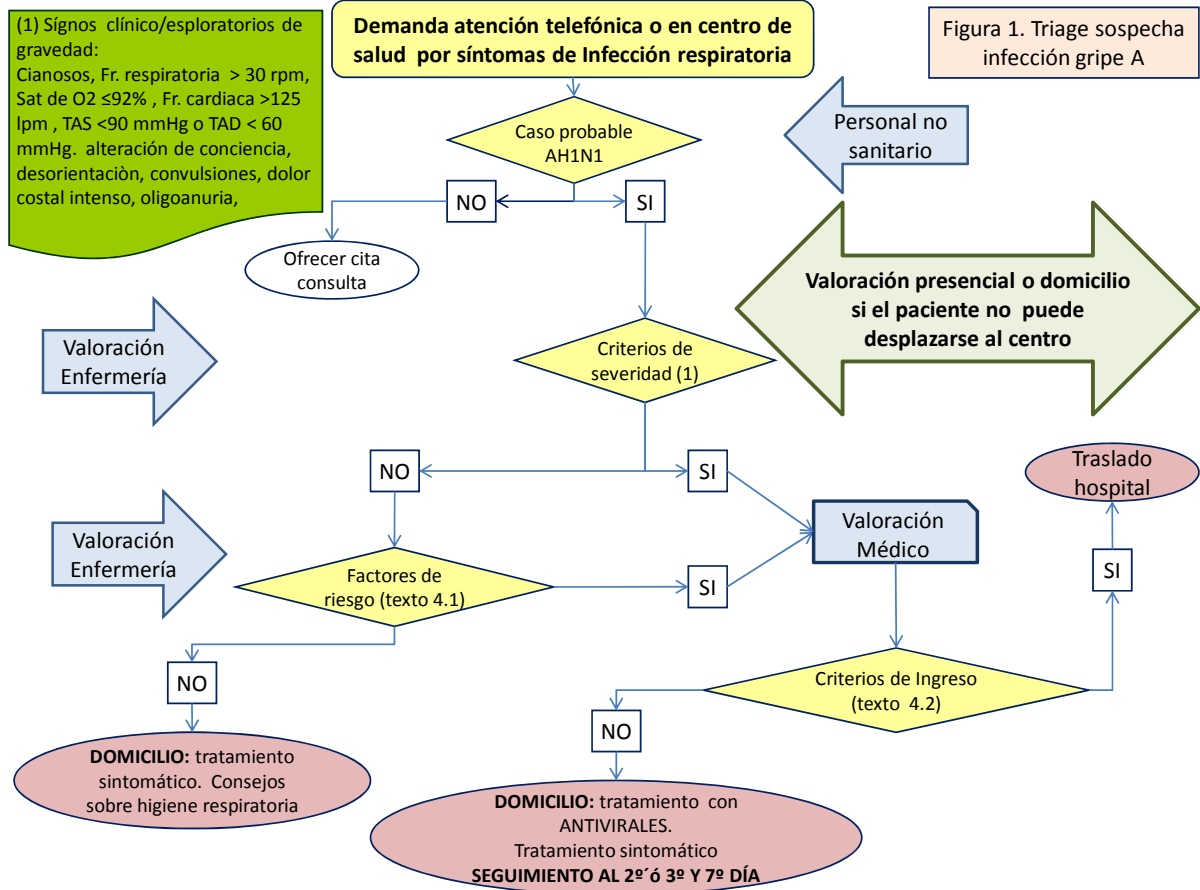 (1) Sígnos clínico/esploratorios de
gravedad:
Cianosos, Fr. respiratoria > 30 rpm,
Sat de O2 ≤92% , Fr. cardiaca >125
lpm , TAS <90 mmHg o TAD < 60
mmHg. alteración de conciencia,
desorientaciòn, convulsiones, dolor
costal intenso, oligoanuria,
Demanda atención telefónica o en centro de
salud por síntomas de Infección respiratoria
Figura 1. Triage sospecha
infección gripe A
Caso probable
AH1N1
Personal no
sanitario
NO
SI
Ofrecer cita
consulta
Valoración presencial o domicilio
si el paciente no puede
desplazarse al centro
Valoración
Enfermería
Criterios de
severidad (1)
NO
SI
Traslado
hospital
Valoración
Enfermería
Valoración
Médico
Factores de
riesgo (texto 4.1)
SI
SI
NO
Criterios de Ingreso
(texto 4.2)
NO
DOMICILIO: tratamiento
sintomático. Consejos
sobre higiene respiratoria
DOMICILIO: tratamiento con
ANTIVIRALES.
Tratamiento sintomático
SEGUIMIENTO AL 2º´ó 3º Y 7º DÍA